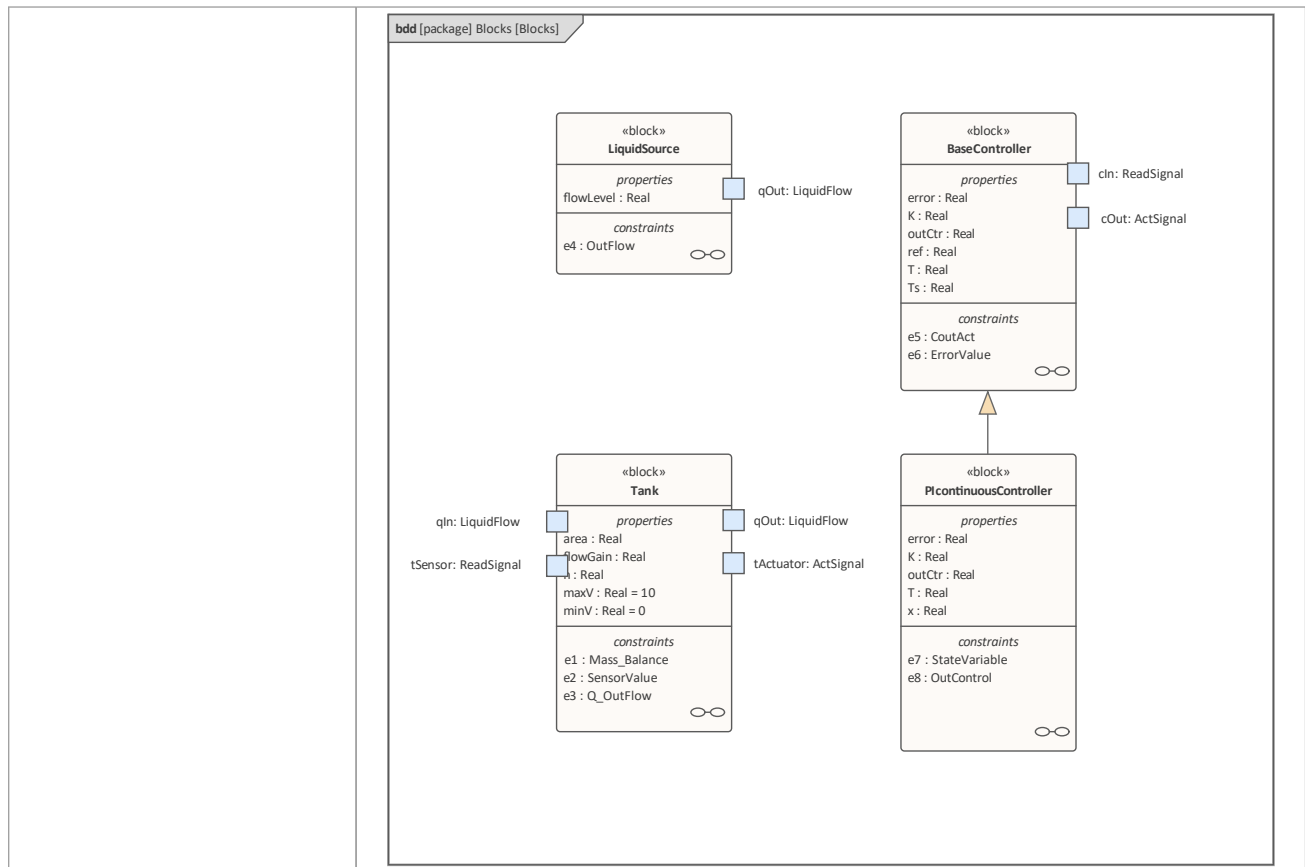 bdd [package] Blocks [Blocks]
«block»
LiquidSource
properties
flowLevel : Real
constraints
e4 : OutFlow
qOut: LiquidFlow
«block»
BaseController
properties
error : Real
K : Real
outCtr : Real
ref : Real
T : Real
Ts : Real
constraints
e5 : CoutAct
e6 : ErrorValue
cIn: ReadSignal
cOut: ActSignal
«block»
Tank
qIn: LiquidFlow
tSensor: ReadSignal
properties
area : Real
flowGain : Real
: Real
maxV : Real = 10
minV : Real = 0
constraints
e1 : Mass_Balance
e2 : SensorValue
e3 : Q_OutFlow
qOut: LiquidFlow
tActuator: ActSignal
«block»
PIcontinuousController
properties
error : Real
K : Real
outCtr : Real
T : Real
x : Real
constraints
e7 : StateVariable
e8 : OutControl